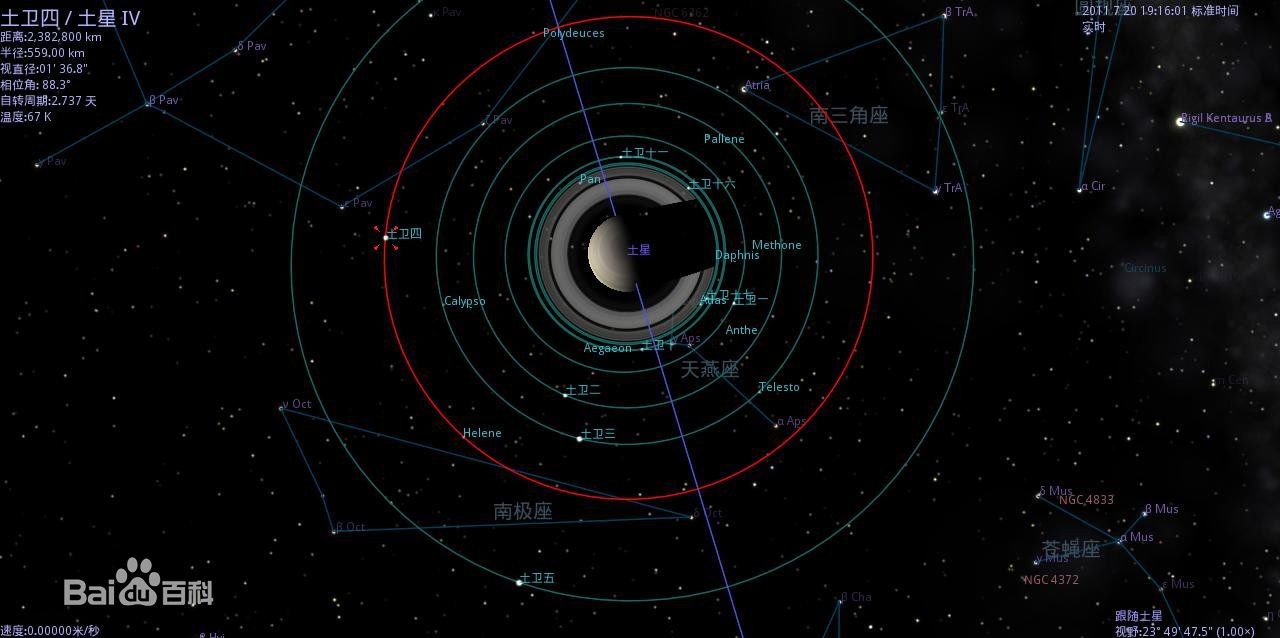 土卫四 / 土星 IV
距离:2,382,800 km
半径:559.00 km
视直径:01' 36.8"
相位角: 88.3°
自转周期:2.737 天
温度:67 K
κ Pav
NGC 6362
β TrA
2011 7 20 19:16:01 标准时间
实时
Polydeuces
δ Pav
Atria
β Pav
ε TrA
南三角座
Rigil Kentaurus
ζ Pav
Pallene
土卫十一
γ Pav
Pan
土卫十六
γ TrA
α Cir
ε Pav
土卫四
土星
Methone
Daphnis
Circinus
土卫十七
Calypso
Atlas
土卫一
Anthe
γ Aps
Aegaeon
土卫十
天燕座
土卫二
Telesto
m Cen
ν Oct
α Aps
Helene
土卫三
δ Mus
NGC 4833
南极座
δ Oct
β Mus
β Oct
α Mus
苍蝇座
γ Mus
土卫五
NGC 4372
ε Mus
Bai du 百科
β Cha
跟随土星
速度:0.00000米/秒
β Hyi
视野:23° 49' 47.5" (1.00×)